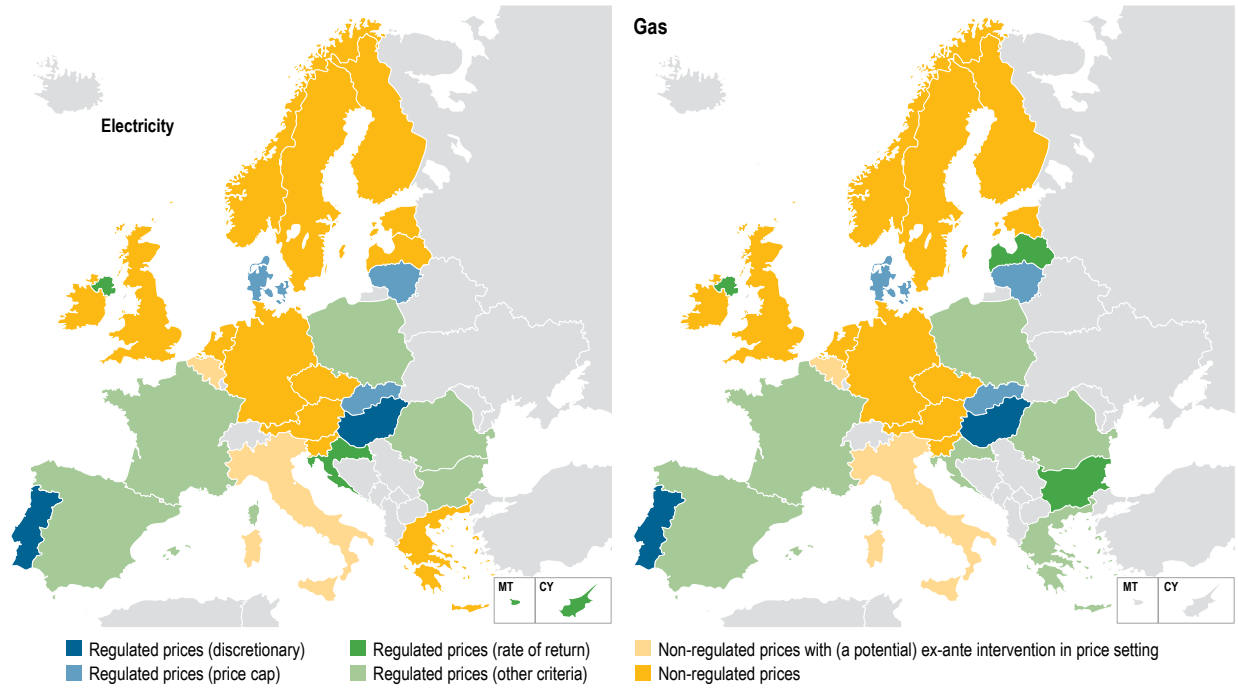 Electricity
MT
CY
Gas
MT
CY
Regulated prices (discretionary)
Regulated prices (price cap)
Regulated prices (rate of return)
Regulated prices (other criteria)
Non-regulated prices with (a potential) ex-ante intervention in price setting
Non-regulated prices